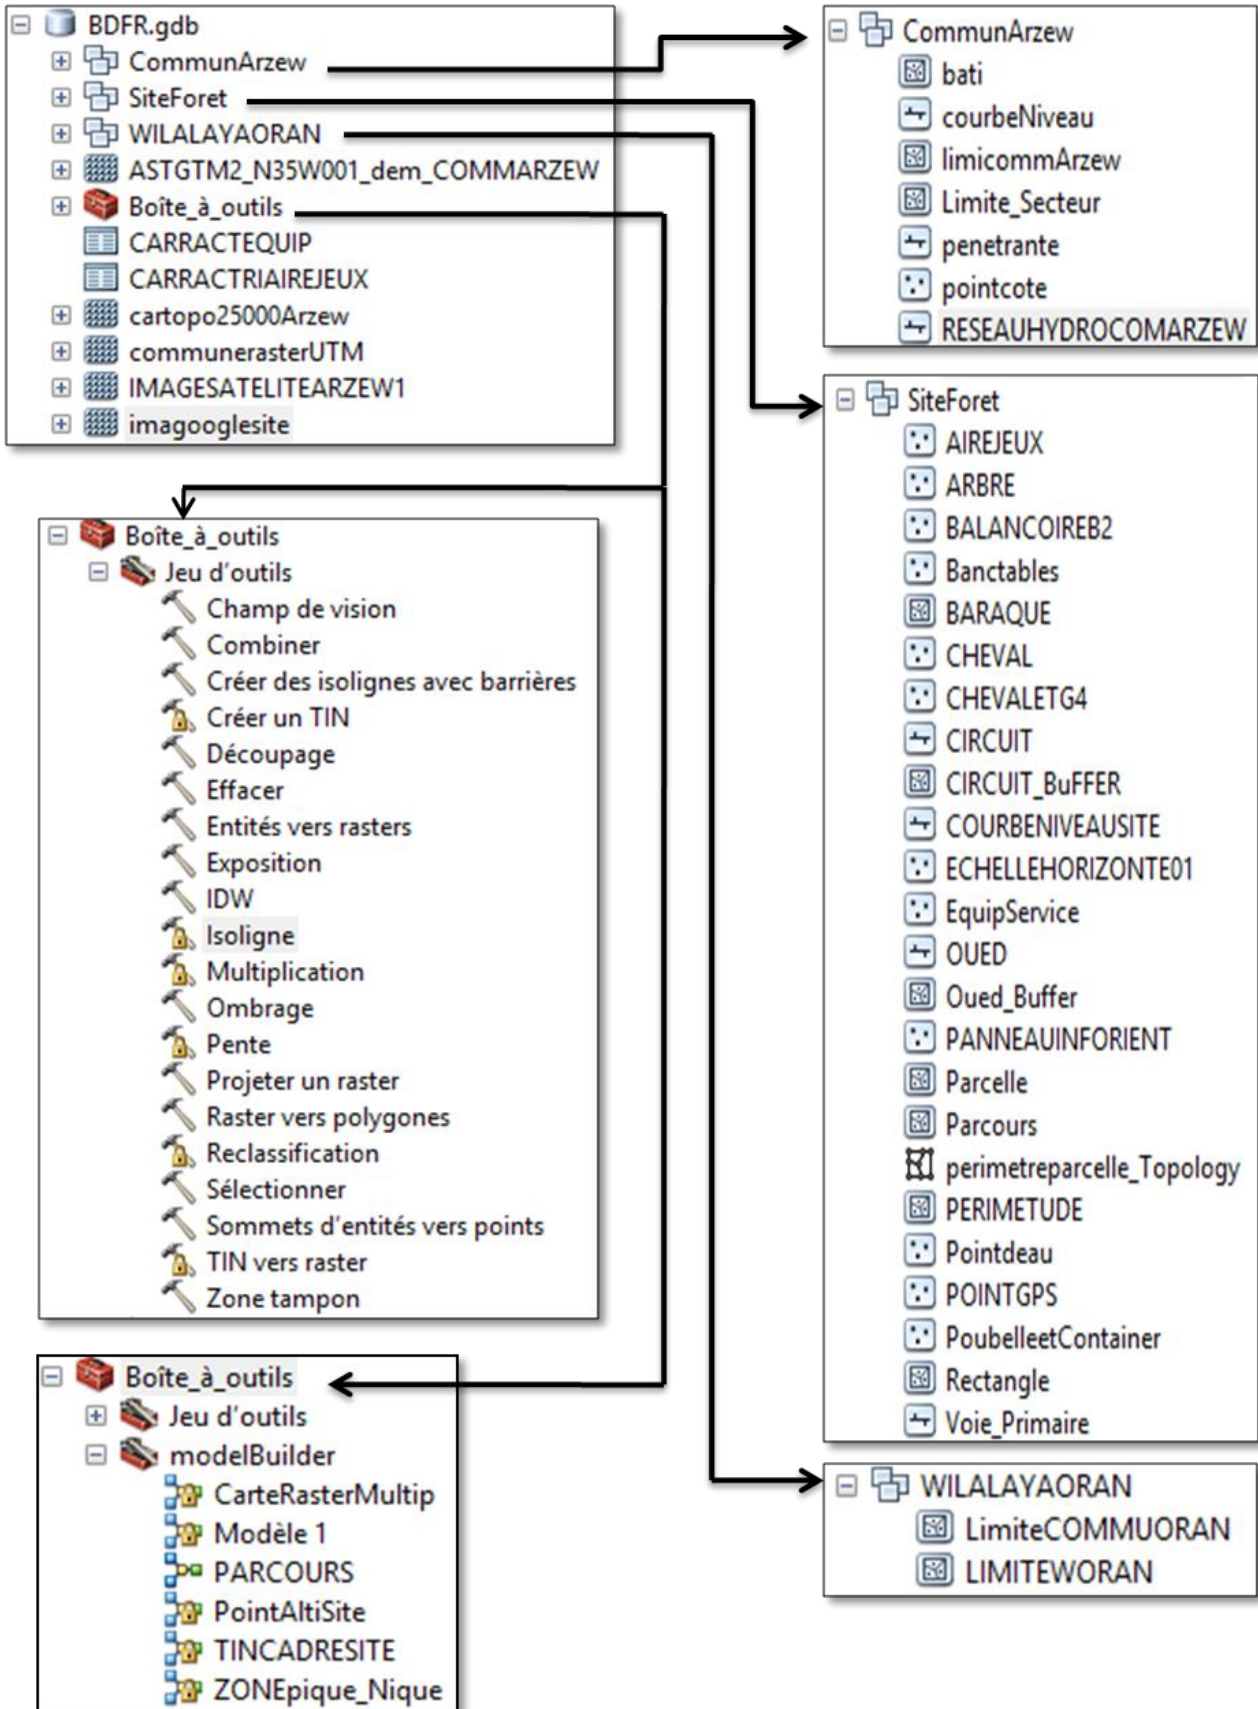 BDFR.gdb
CommunArzew
SiteForet
WILALAYAORAN
ASTGTM2_N35W001_dem_COMMARZEW
Boîte_à_outils
CARRACTEQUIP
CARRACTRIAIREJEUX
cartopo25000Arzew
communerasterUTM
IMAGESATELITEARZEW1
imagooglesite
CommunArzew
bati
courbeNiveau
limicommArzew
Limite_Secteur
penetrante
pointcote
RESEAUHYDROCOMARZEW
SiteForet
AIREJEUX
ARBRE
BALANCOIREB2
Banctables
BARAQUE
CHEVAL
CHEVALETG4
CIRCUIT
CIRCUIT_BuFFER
COURBENIVEAUSITE
ECHELLEHORIZONTE01
EquipService
OUED
Oued_Buffer
PANNEAUINFORIENT
Parcelle
Parcours
perimetreparcelle_Topology
PERIMETUDE
Pointdeau
POINTGPS
PoubelleetContainer
Rectangle
Voie_Primaire
WILALAYAORAN
LimiteCOMMUORAN
LIMITEWORAN
Boîte_à_outils
Jeu d'outils
Champ de vision
Combiner
Créer des isolignes avec barrières
Créer un TIN
Découpage
Effacer
Entités vers rasters
Exposition
IDW
Isoligne
Multiplication
Ombrage
Pente
Projeter un raster
Raster vers polygones
Reclassification
Sélectionner
Sommets d'entités vers points
TIN vers raster
Zone tampon
Boîte_à_outils
Jeu d'outils
modelBuilder
CarteRasterMultip
Modèle 1
PARCOURS
PointAltiSite
TINCADRESITE
ZONEpique_Nique